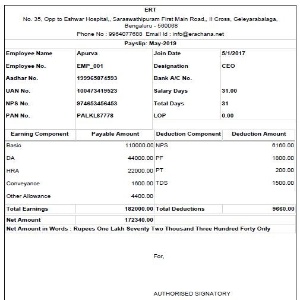 ERT
No. 35, Opp to Eshwar Hospital,, Saraswathipuram First Main Road,, II Cross, Geleyarabalaga,
Bengaluru - 560068
Phone No : 9964077600 Email Id : info@erachana.net
Payslip: May-2019
Employee Name Apurva Join Date 5/1/2017
Employee No. EMP_001 Designation CEO
Aadhar No. 199965874593 Bank A/C No.
UAN No. 100473419523 Salary Days 31.00
NPS No. 974653456453 Total Days 31
PAN No. PALKL87778 LOP 0.00
Earning Component Payable Amount Deduction Component Deduction Amount
Basic 110000.00 NPS 6160.00
DA 44000.00 PF 1800.00
HRA 22000.00 PT 200.00
Conveyance 1600.00 TDS 1500.00
Other Allowance 4400.00
Total Earnings 182000.00 Total Deductions 9660.00
Net Amount 172340.00
Net Amount in Words : Rupees One Lakh Seventy Two Thousand Three Hundred Forty Only
For,
AUTHORISED SIGNATORY